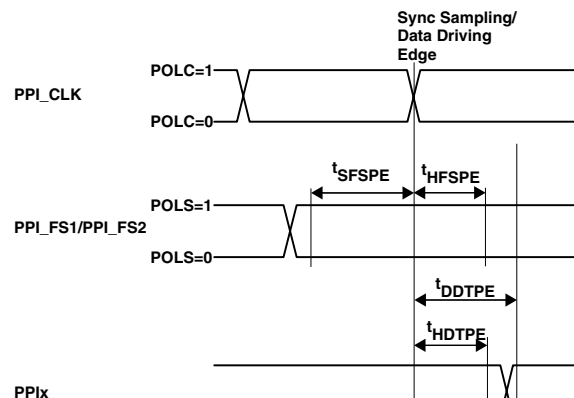 Sync Sampling/
Data Driving
Edge
POLC=1
PPI_CLK
POLC=0
tSFSPE
tHFSPE
POLS=1
PPI_FS1/PPI_FS2
POLS=0
tDDTPE
tHDTPE
PPIx